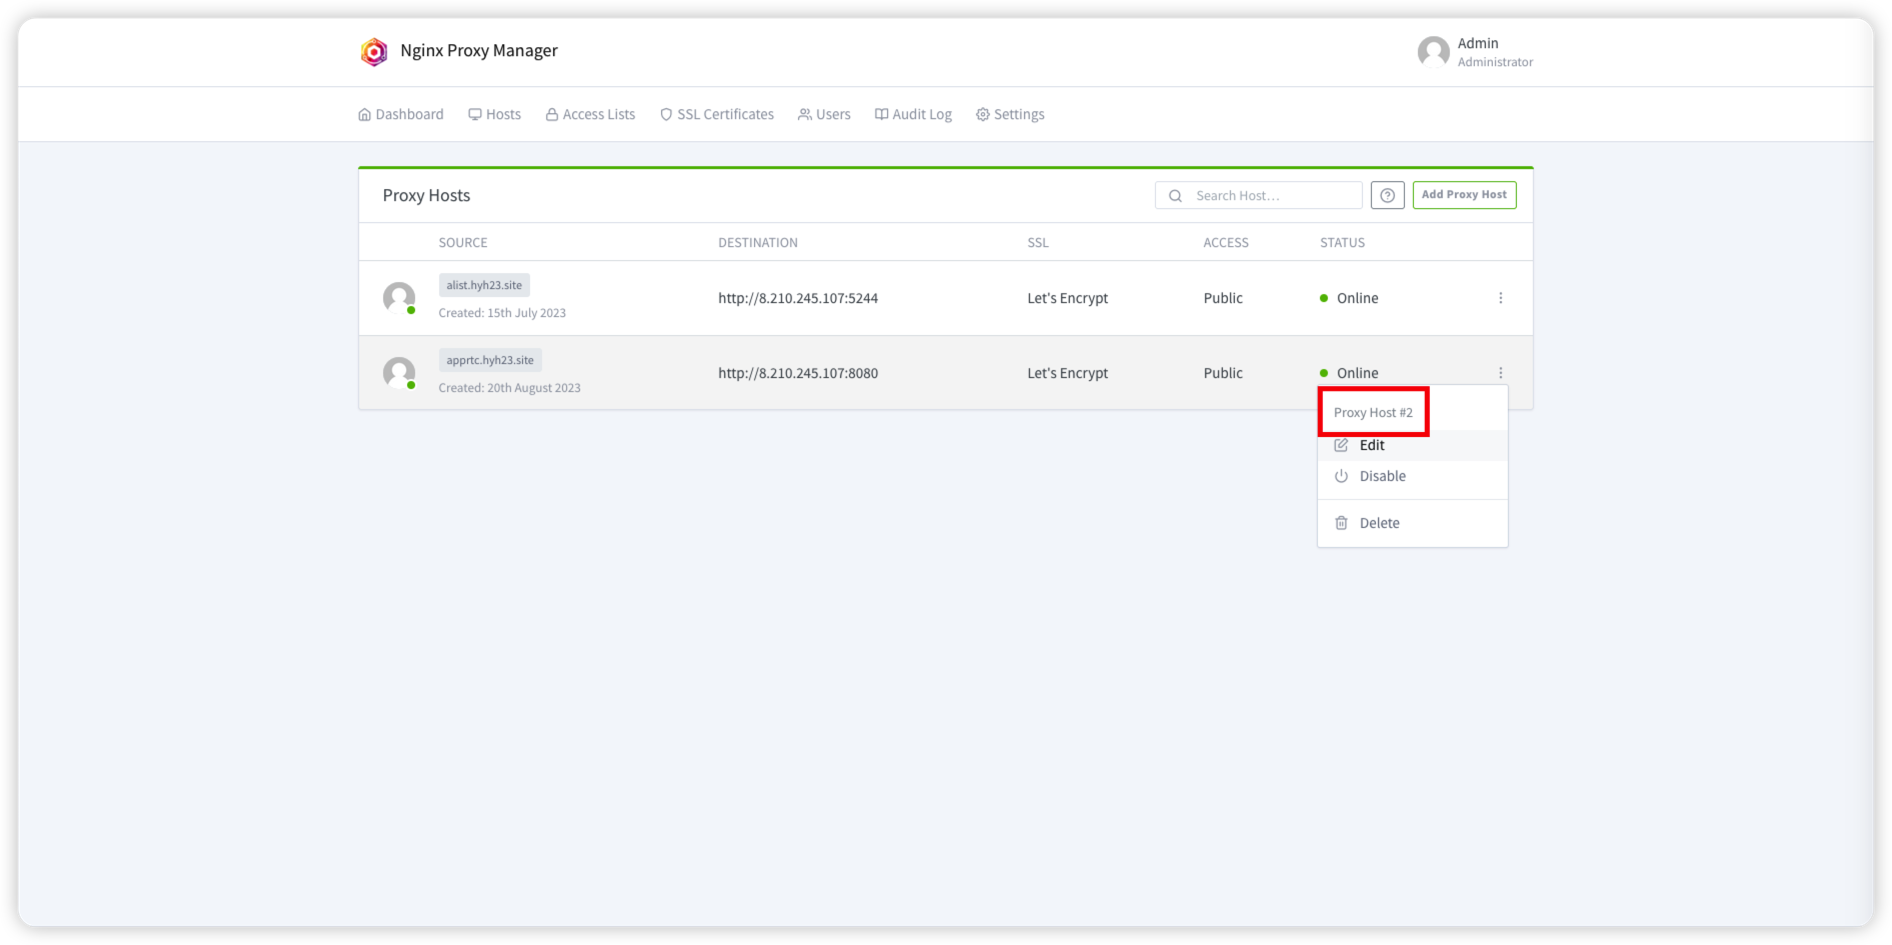 Nginx Proxy Manager
Admin
Administrator
Dashboard Hosts Access Lists SSL Certificates Users Audit Log Settings
Proxy Hosts
Search Host...
Add Proxy Host
SOURCE DESTINATION SSL ACCESS STATUS
alist.hyh23.site
Created: 15th July 2023
http://8.210.245.107:5244 Let's Encrypt Public Online
apprtc.hyh23.site
Created: 20th August 2023
http://8.210.245.107:8080 Let's Encrypt Public Online
Proxy Host #2
Edit
Disable
Delete